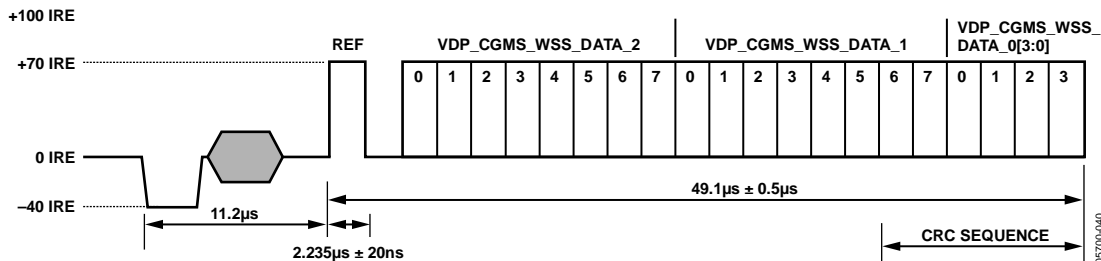 +100 IRE
REF
VDP_CGMS_WSS_DATA_2
VDP_CGMS_WSS_DATA_1
VDP_CGMS_WSS_
DATA_0[3:0]
+70 IRE
0 1 2 3 4 5 6 7 0 1 2 3 4 5 6 7 0 1 2 3
0 IRE
–40 IRE
49.1µs ± 0.5µs
11.2µs
2.235µs ± 20ns
CRC SEQUENCE
05700-040